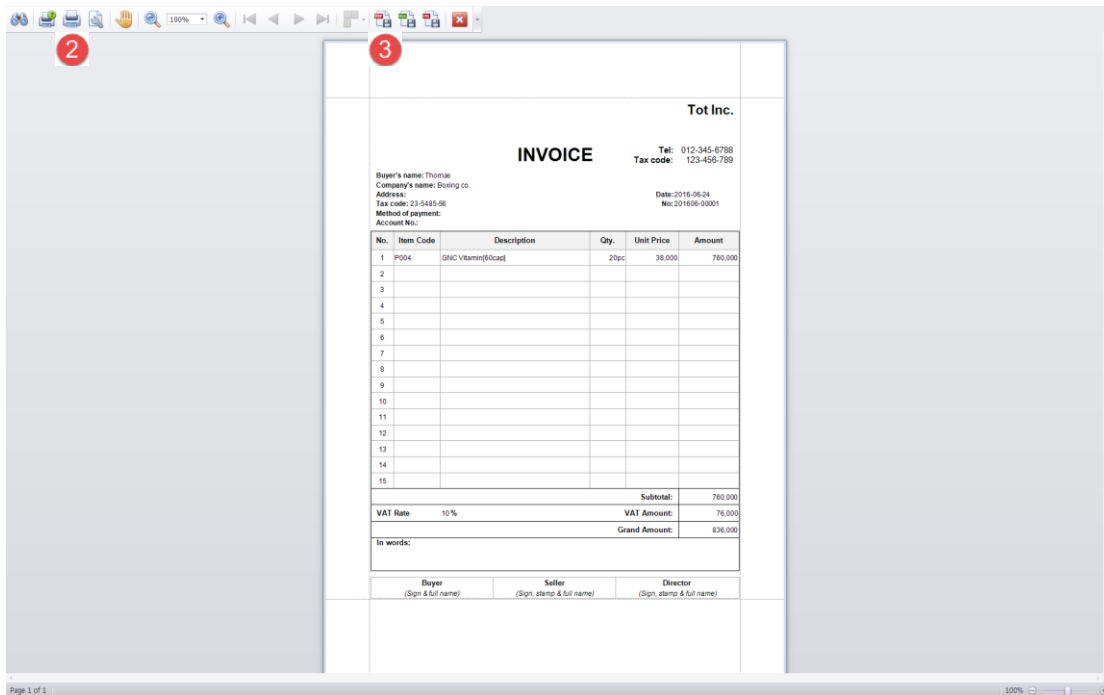 100%
2
3
Tot Inc.
INVOICE
Tel: 012-345-6788
Tax code: 123-456-789
Buyer's name: Thomas
Company's name: Boxing co.
Address:
Date: 2016-06-24
Tax code: 23-5485-56
No: 201606-00001
Method of payment:
Account No.:
No. Item Code Description Qty. Unit Price Amount
1 P004 GNC Vitamin[60cap] 20pc 38,000 760,000
2
3
4
5
6
7
8
9
10
11
12
13
14
15
Subtotal: 760,000
VAT Rate 10 % VAT Amount: 76,000
Grand Amount: 836,000
In words:
Buyer Seller Director
(Sign & full name) (Sign, stamp & full name) (Sign, stamp & full name)
Page 1 of 1 100%